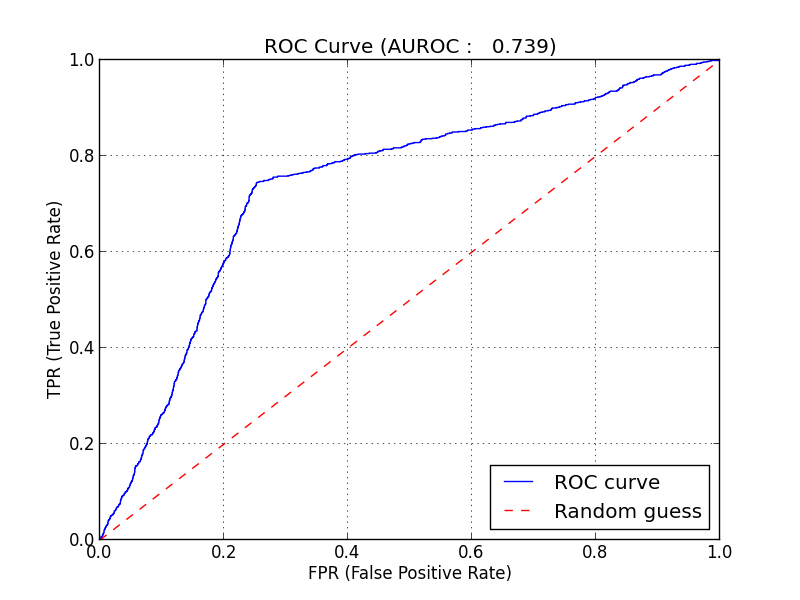 ROC Curve (AUROC :   0.739)
1.0
0.8
0.6
0.4
0.2
0.0
TPR (True Positive Rate)
ROC curve
Random guess
0.0 0.2 0.4 0.6 0.8 1.0
FPR (False Positive Rate)